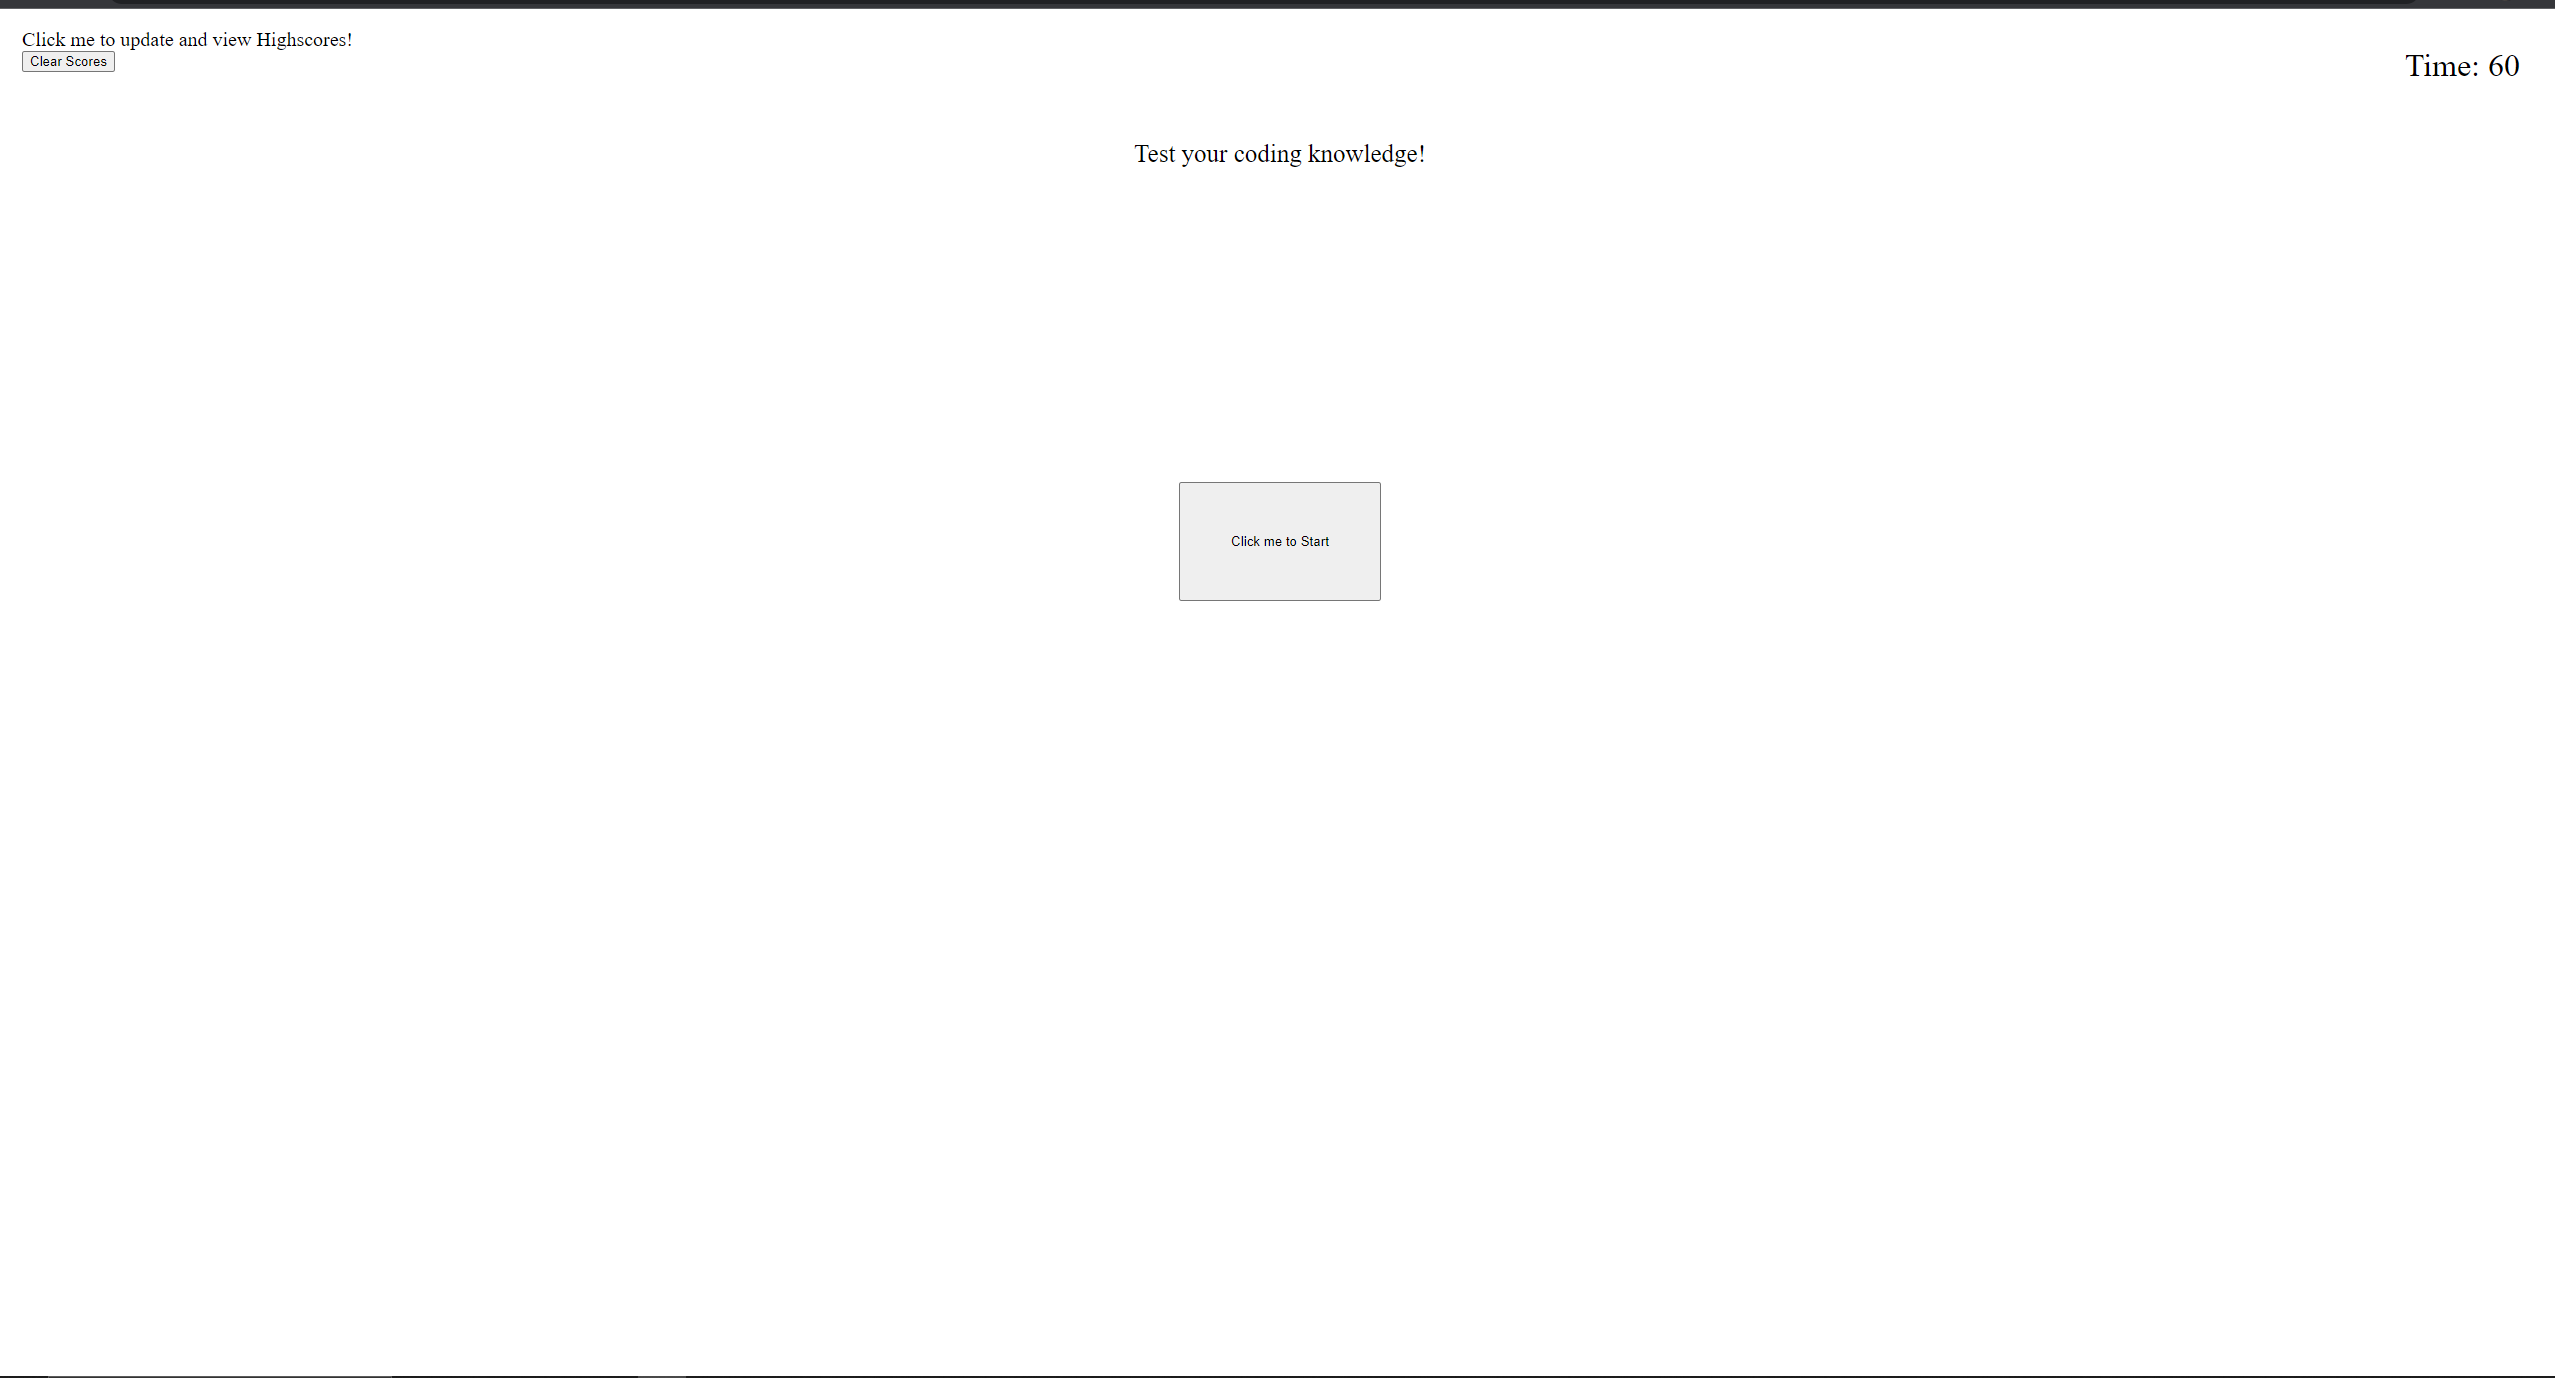 Click me to update and view Highscores!
Clear Scores
Time: 60
Test your coding knowledge!
Click me to Start